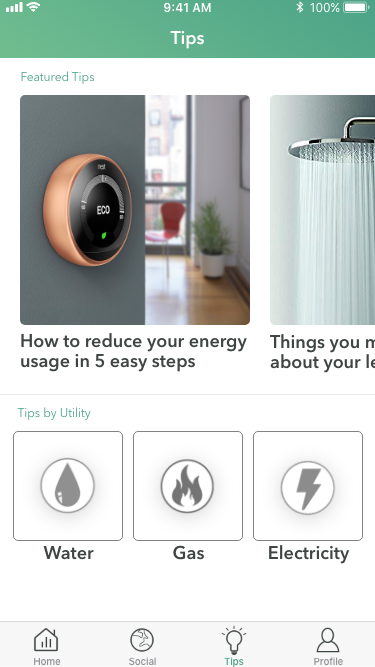 9:41 AM
100%
Tips
Featured Tips
nest
ECO
How to reduce your energy
usage in 5 easy steps
Things you m
about your le
Tips by Utility
Water
Gas
Electricity
Home
Social
Tips
Profile